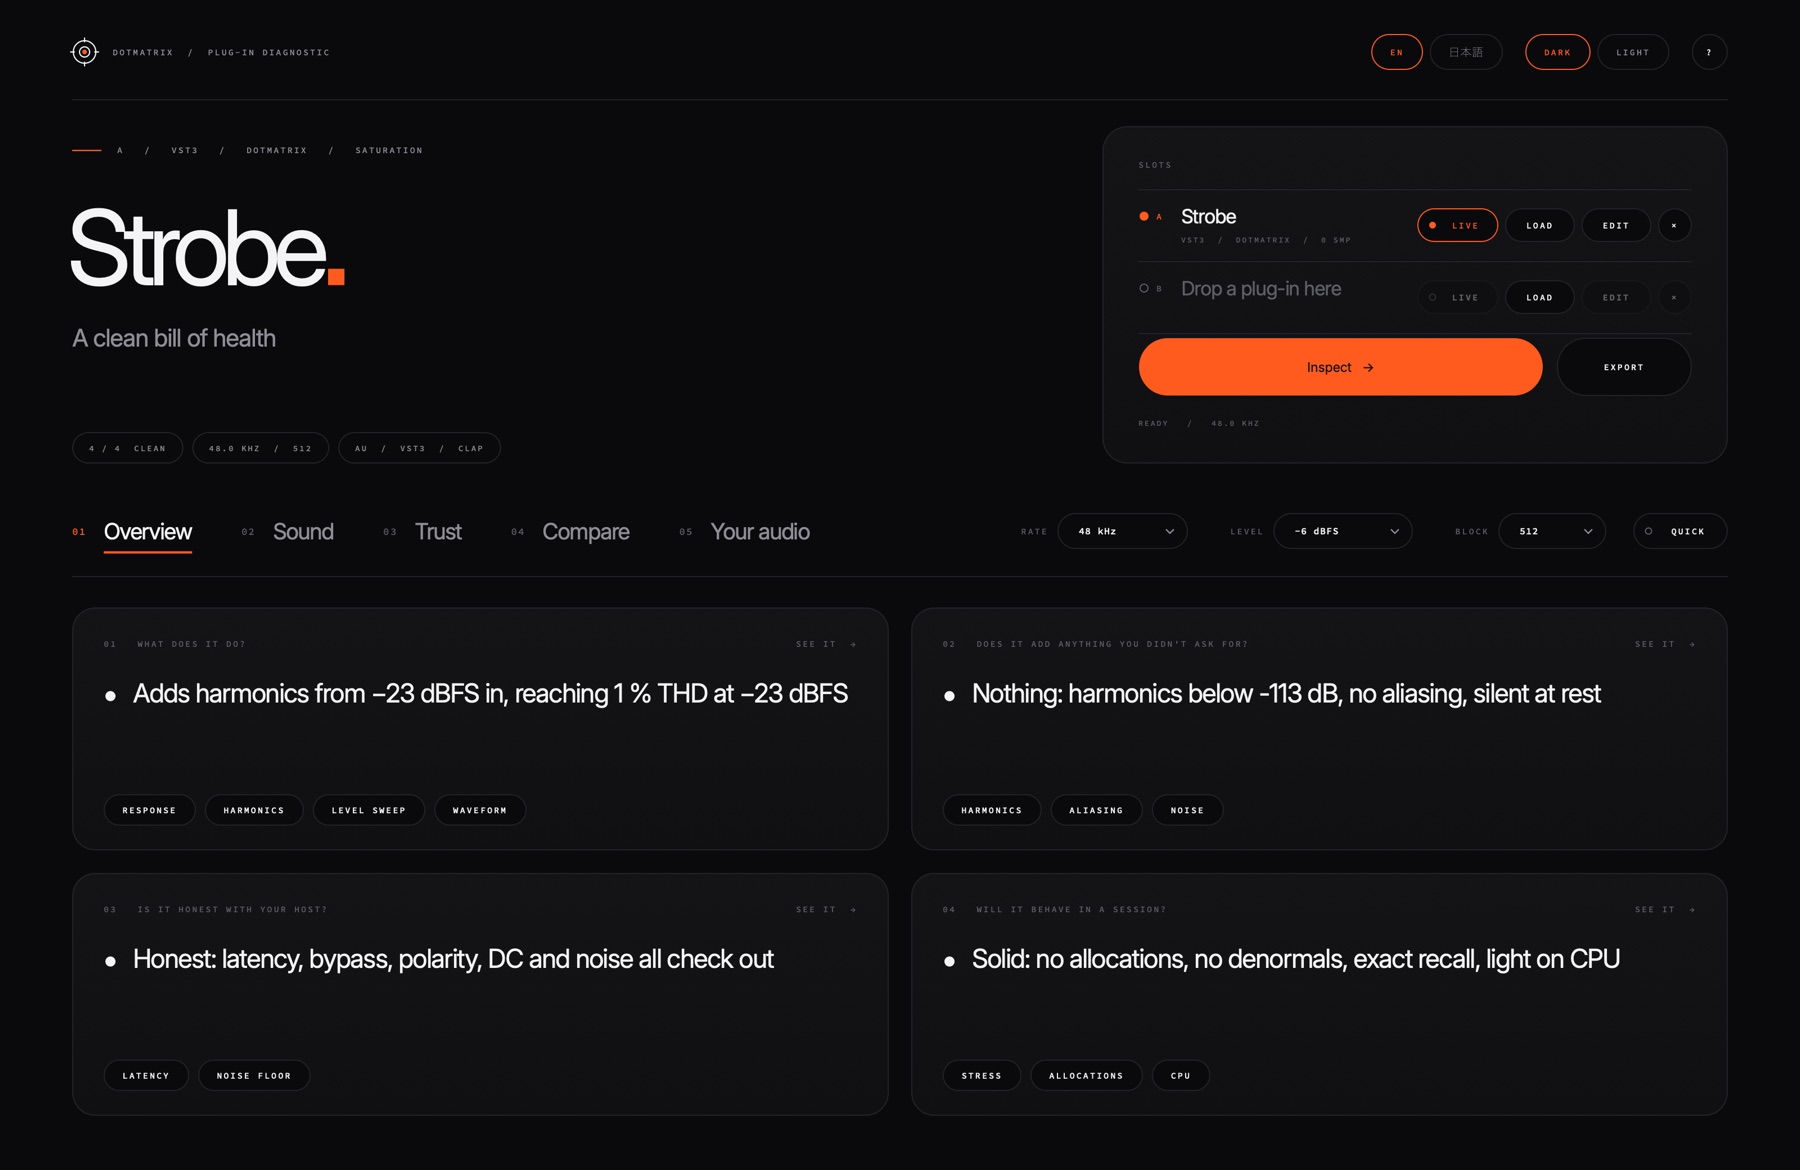 DOTMATRIX / PLUG-IN DIAGNOSTIC
EN 日本語 DARK LIGHT ?
A / VST3 / DOTMATRIX / SATURATION
Strobe.
A clean bill of health
4 / 4 CLEAN 48.0 KHZ / 512 AU / VST3 / CLAP
SLOTS
A Strobe LIVE LOAD EDIT ×
VST3 / DOTMATRIX / 0 SMP
B Drop a plug-in here LIVE LOAD EDIT ×
Inspect → EXPORT
READY / 48.0 KHZ
01 Overview 02 Sound 03 Trust 04 Compare 05 Your audio RATE 48 kHz LEVEL −6 dBFS BLOCK 512 QUICK
01 WHAT DOES IT DO? SEE IT →
Adds harmonics from −23 dBFS in, reaching 1 % THD at −23 dBFS
RESPONSE HARMONICS LEVEL SWEEP WAVEFORM
02 DOES IT ADD ANYTHING YOU DIDN'T ASK FOR? SEE IT →
Nothing: harmonics below -113 dB, no aliasing, silent at rest
HARMONICS ALIASING NOISE
03 IS IT HONEST WITH YOUR HOST? SEE IT →
Honest: latency, bypass, polarity, DC and noise all check out
LATENCY NOISE FLOOR
04 WILL IT BEHAVE IN A SESSION? SEE IT →
Solid: no allocations, no denormals, exact recall, light on CPU
STRESS ALLOCATIONS CPU